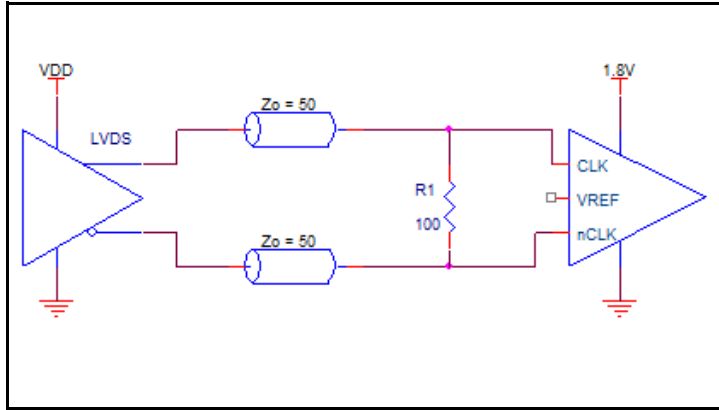 VDD
1.8V
Zo = 50
LVDS
CLK
R1
VREF
100
nCLK
Zo = 50